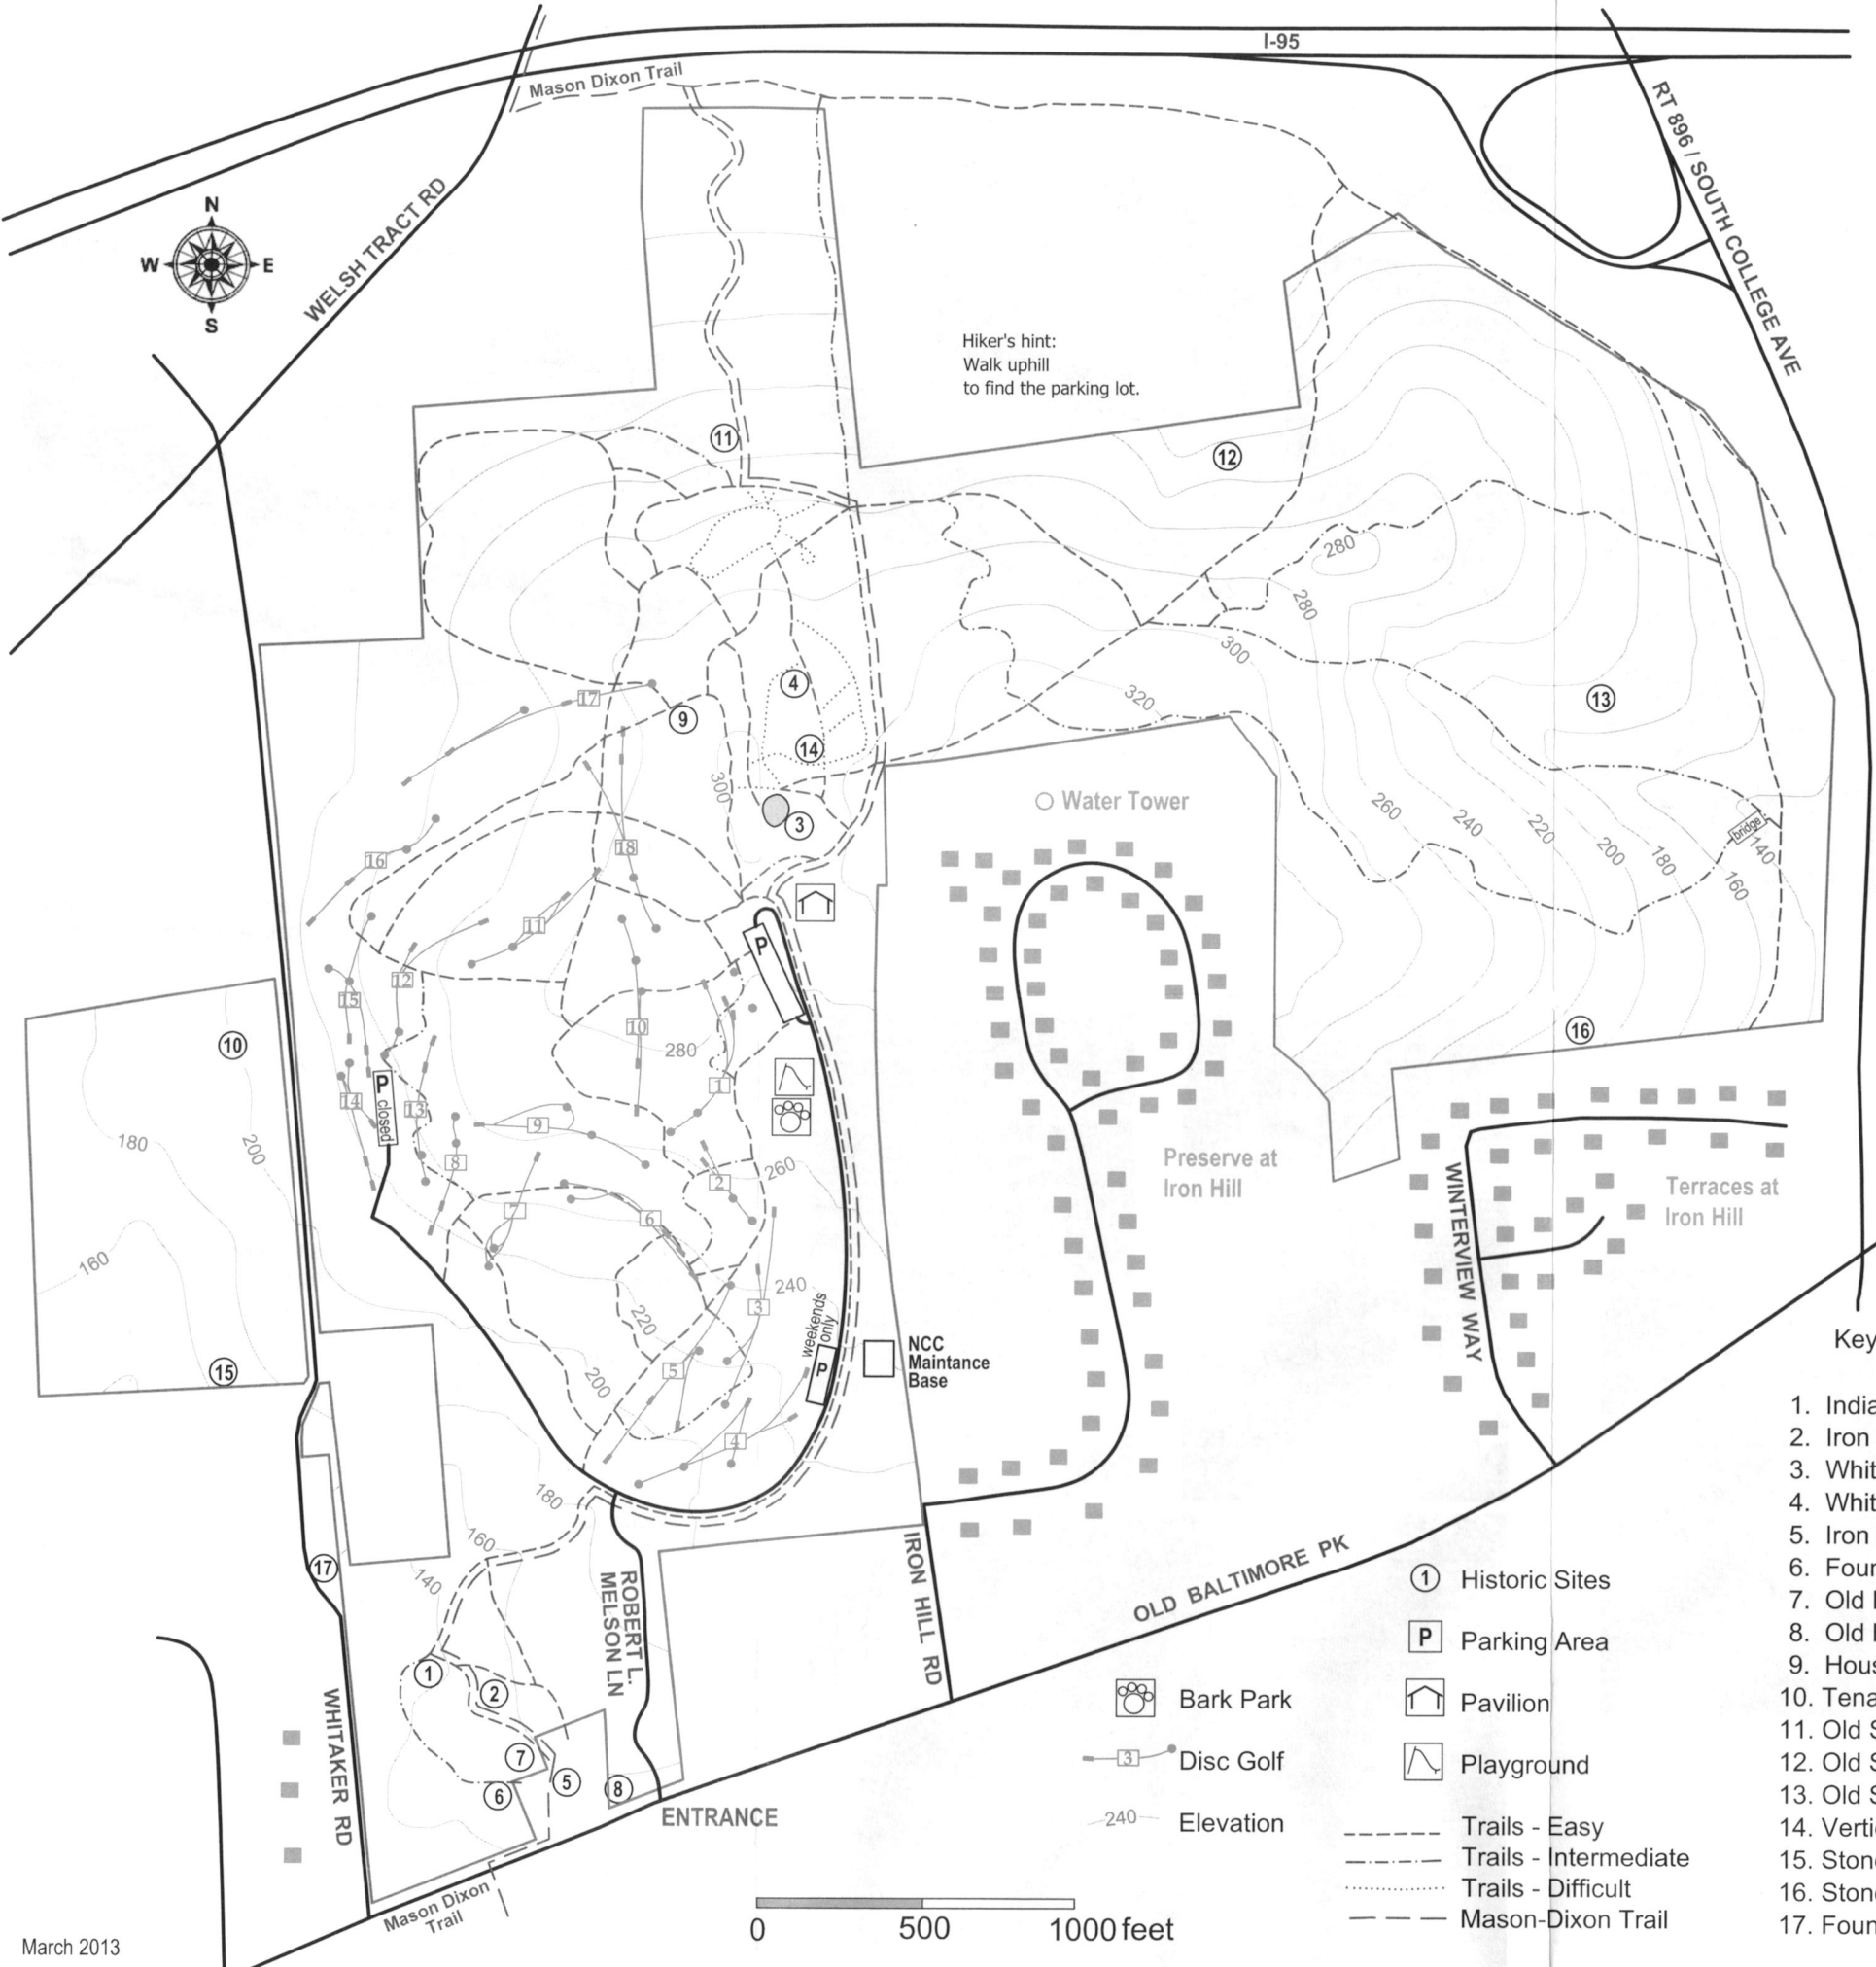 I-95
Mason Dixon Trail
RT 896 / SOUTH COLLEGE AVE
WELSH TRACT RD
N
W E
S
Hiker's hint:
Walk uphill
to find the parking lot.
11
12
280
280
300
4
320
13
17
9
14
300
3
Water Tower
260
240
220
200
180
160
140
bridge
16
18
11
P
12
15
10
10
280
16
P
closed
14
13
1
9
180
200
8
2
260
Preserve at
Iron Hill
Terraces at
Iron Hill
WINTERVIEW WAY
7
6
160
240
3
220
weekends
only
P
NCC
Maintance
Base
15
5
200
4
180
160
140
17
ROBERT L.
MELSON LN
IRON HILL RD
OLD BALTIMORE PK
1
2
7
5
6
8
WHITAKER RD
ENTRANCE
Mason Dixon
Trail
Bark Park
3 Disc Golf
240 Elevation
1 Historic Sites
P Parking Area
Pavilion
Playground
Trails - Easy
Trails - Intermediate
Trails - Difficult
Mason-Dixon Trail
0 500 1000 feet
March 2013
Key
1. India
2. Iron
3. Whit
4. Whit
5. Iron
6. Foun
7. Old
8. Old
9. Hous
10. Tena
11. Old S
12. Old S
13. Old S
14. Verti
15. Stone
16. Stone
17. Foun